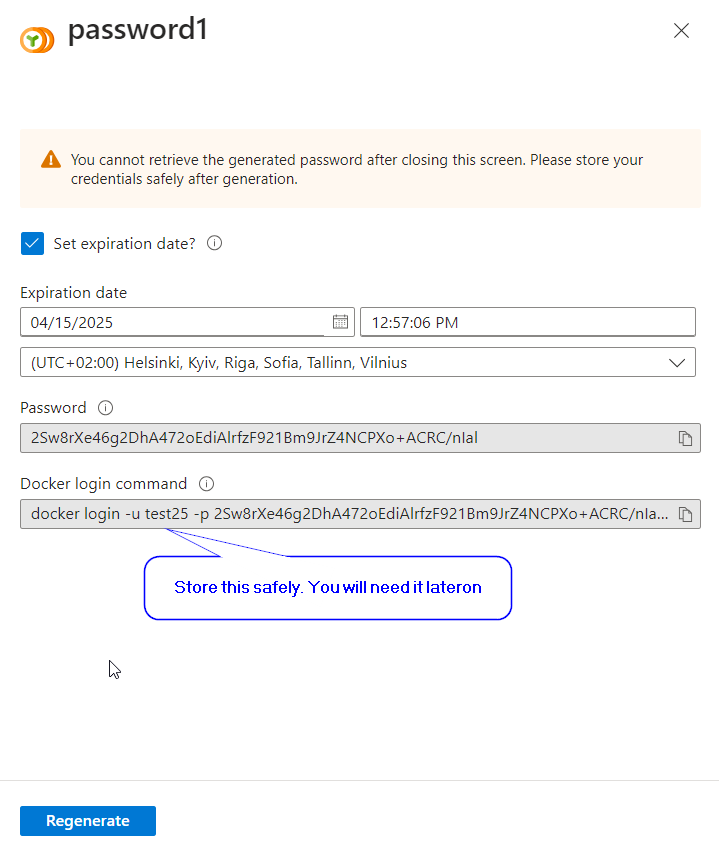 password1
You cannot retrieve the generated password after closing this screen. Please store your
credentials safely after generation.
Set expiration date?
Expiration date
04/15/2025 12:57:06 PM
(UTC+02:00) Helsinki, Kyiv, Riga, Sofia, Tallinn, Vilnius
Password
2Sw8rXe46g2DhA472oEdiAlrfzF921Bm9JrZ4NCPXo+ACRC/nIal
Docker login command
docker login -u test25 -p 2Sw8rXe46g2DhA472oEdiAlrfzF921Bm9JrZ4NCPXo+ACRC/nIa...
Store this safely. You will need it lateron
Regenerate